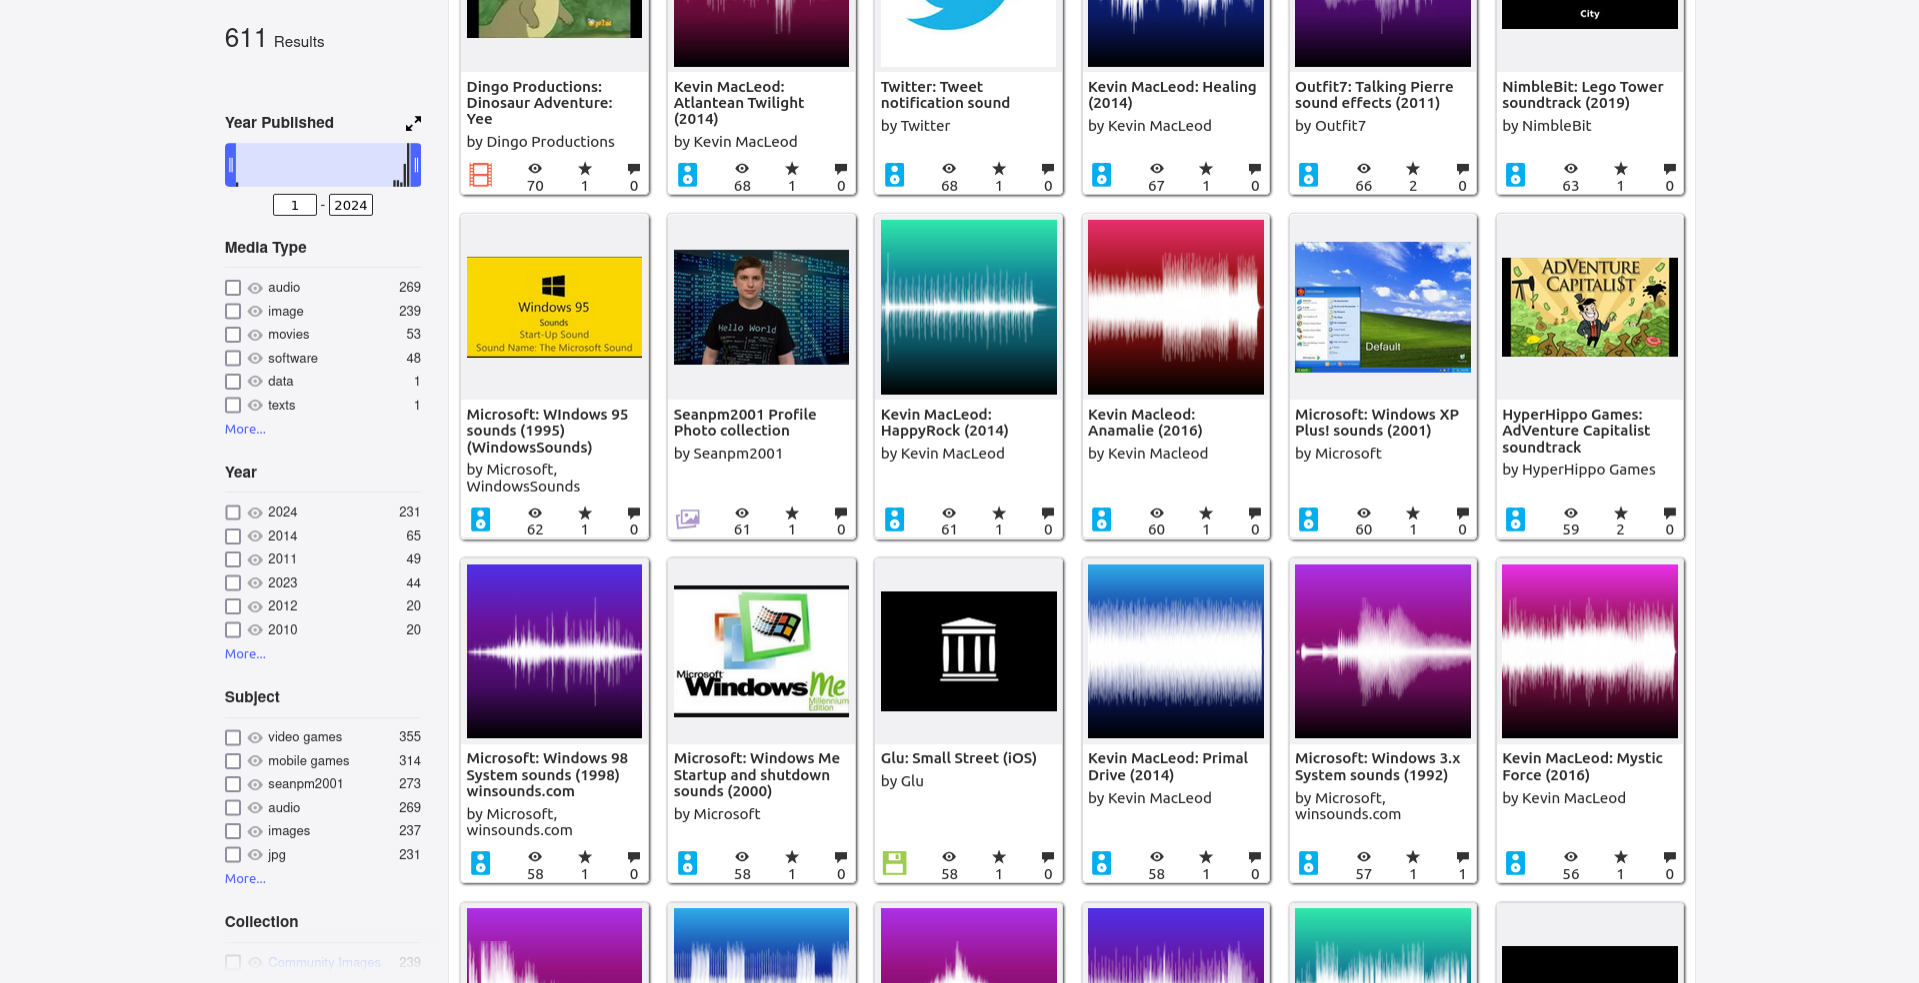 611 Results
Year Published
1 - 2024
Media Type
audio 269
image 239
movies 53
software 48
data 1
texts 1
More...
Year
2024 231
2014 65
2011 49
2023 44
2012 20
2010 20
More...
Subject
video games 355
mobile games 314
seanpm2001 273
audio 269
images 237
jpg 231
More...
Collection
Community Images 239
Dingo Productions:
Dinosaur Adventure:
Yee
by Dingo Productions
70 1 0
Kevin MacLeod:
Atlantean Twilight
(2014)
by Kevin MacLeod
68 1 0
Twitter: Tweet
notification sound
by Twitter
68 1 0
Kevin MacLeod: Healing
(2014)
by Kevin MacLeod
67 1 0
Outfit7: Talking Pierre
sound effects (2011)
by Outfit7
66 2 0
City
NimbleBit: Lego Tower
soundtrack (2019)
by NimbleBit
63 1 0
Windows 95
Sounds
Start-Up Sound
Sound Name: The Microsoft Sound
Microsoft: WIndows 95
sounds (1995)
(WindowsSounds)
by Microsoft,
WindowsSounds
62 1 0
Hello World
Seanpm2001 Profile
Photo collection
by Seanpm2001
61 1 0
Kevin MacLeod:
HappyRock (2014)
by Kevin MacLeod
61 1 0
Kevin Macleod:
Anamalie (2016)
by Kevin Macleod
60 1 0
Default
Microsoft: Windows XP
Plus! sounds (2001)
by Microsoft
60 1 0
ADVENTURE
CAPITALI$T
HyperHippo Games:
AdVenture Capitalist
soundtrack
by HyperHippo Games
59 2 0
Microsoft: Windows 98
System sounds (1998)
winsounds.com
by Microsoft,
winsounds.com
58 1 0
Microsoft
Windows Me
Millennium
Edition
Microsoft: Windows Me
Startup and shutdown
sounds (2000)
by Microsoft
58 1 0
Glu: Small Street (iOS)
by Glu
58 1 0
Kevin MacLeod: Primal
Drive (2014)
by Kevin MacLeod
58 1 0
Microsoft: Windows 3.x
System sounds (1992)
by Microsoft,
winsounds.com
57 1 1
Kevin MacLeod: Mystic
Force (2016)
by Kevin MacLeod
56 1 0